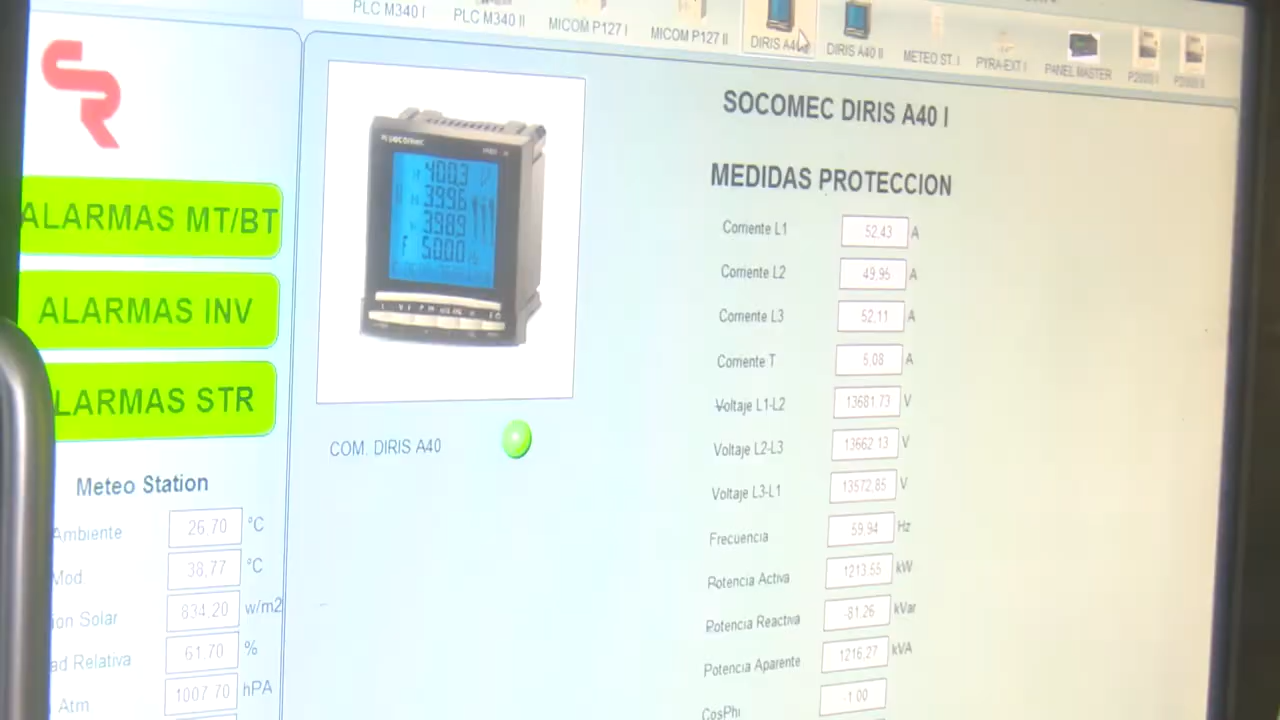 PLC M340 I
PLC M340 II
MICOM P127 I
MICOM P127 II
DIRIS A40 I
DIRIS A40 II
METEO ST. I
PYRA-EXT I
PANEL MASTER
SR
ALARMAS MT/BT
ALARMAS INV
LARMAS STR
Meteo Station
Ambiente 26,70 °C
Mod. 38,77 °C
ion Solar 834,20 w/m2
ad Relativa 61,70 %
Atm 1007,70 hPA
socomec
400.3
399.6
398.9
F 50.00 Hz
COM. DIRIS A40
SOCOMEC DIRIS A40 I
MEDIDAS PROTECCION
Corriente L1 52,43 A
Corriente L2 49,95 A
Corriente L3 52,11 A
Corriente T 5,08 A
Voltaje L1-L2 13681,73 V
Voltaje L2-L3 13662,13 V
Voltaje L3-L1 13572,85 V
Frecuencia 59,94 Hz
Potencia Activa 1213,55 kW
Potencia Reactiva -81,26 kVar
Potencia Aparente 1216,27 kVA
CosPhi -1,00